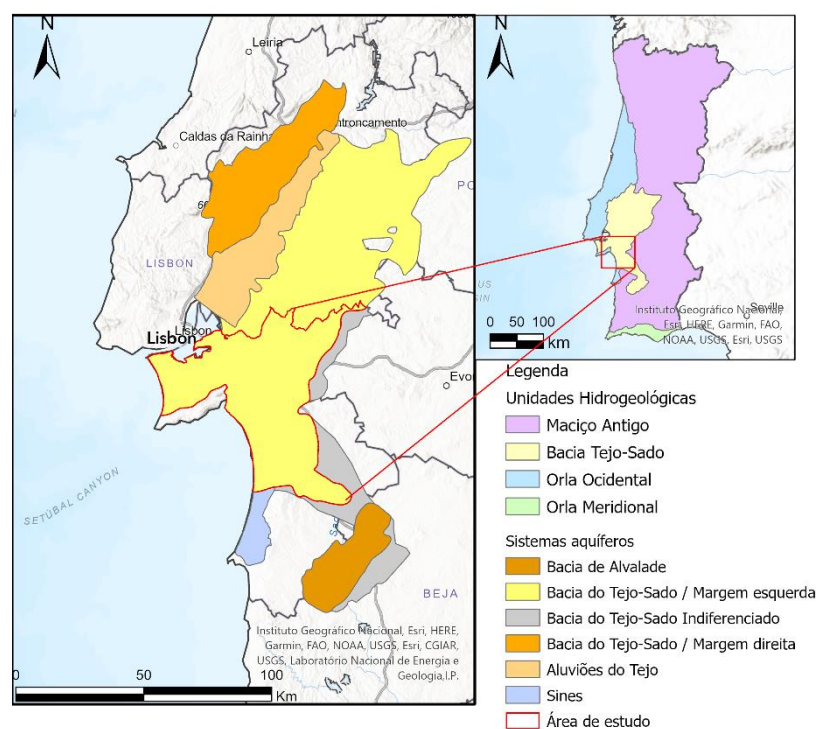 N
Leiria
ntroncamento
Caldas da Rainha
LISBON
Lisbon
Lisbon
Evor
SETÚBAL CANYON
BEJA
Instituto Geográfico Nacional, Esri, HERE,
Garmin, FAO, NOAA, USGS, Esri, CGIAR,
USGS, Laboratório Nacional de Energia e
Geologia,I.P.
0 50 100
Km
N
Seville
Instituto Geográfico Nacional,
Esri, HERE, Garmin, FAO,
NOAA, USGS, Esri, USGS
0 50 100
km
Legenda
Unidades Hidrogeológicas
Maciço Antigo
Bacia Tejo-Sado
Orla Ocidental
Orla Meridional
Sistemas aquíferos
Bacia de Alvalade
Bacia do Tejo-Sado / Margem esquerda
Bacia do Tejo-Sado Indiferenciado
Bacia do Tejo-Sado / Margem direita
Aluviões do Tejo
Sines
Área de estudo